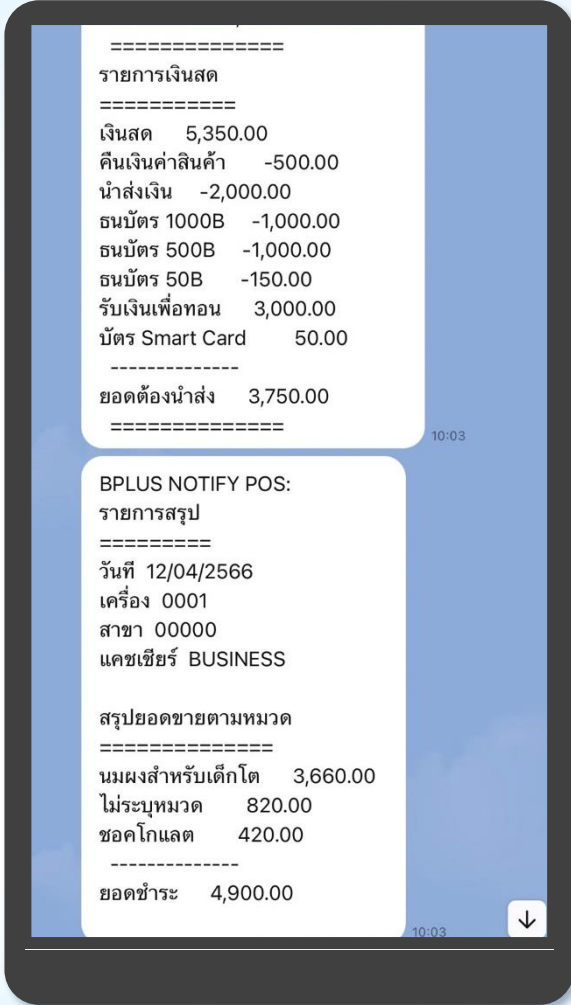 ==============
รายการเงินสด
===========
เงินสด 5,350.00
คืนเงินค่าสินค้า -500.00
นำส่งเงิน -2,000.00
ธนบัตร 1000B -1,000.00
ธนบัตร 500B -1,000.00
ธนบัตร 50B -150.00
รับเงินเพื่อทอน 3,000.00
บัตร Smart Card 50.00
--------------
ยอดต้องนำส่ง 3,750.00
==============
10:03
BPLUS NOTIFY POS:
รายการสรุป
=========
วันที่ 12/04/2566
เครื่อง 0001
สาขา 00000
แคชเชียร์ BUSINESS
สรุปยอดขายตามหมวด
==============
นมผงสำหรับเด็กโต 3,660.00
ไม่ระบุหมวด 820.00
ชอคโกแลต 420.00
--------------
ยอดชำระ 4,900.00
10:03